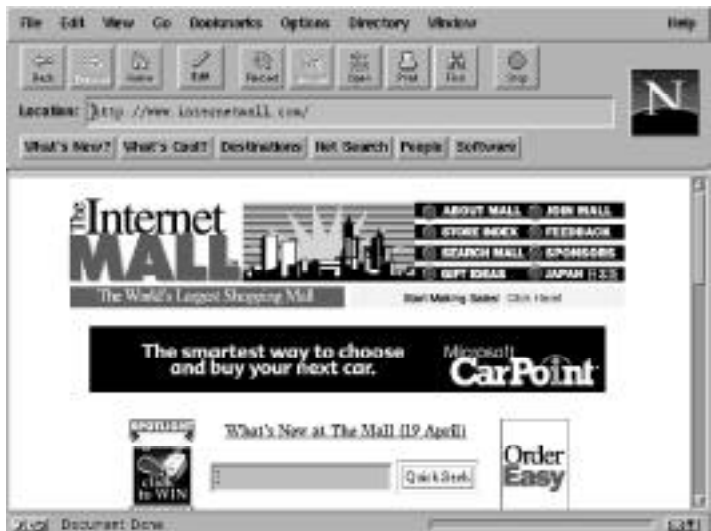 File Edit View Go Bookmarks Options Directory Window Help
Back Forward Home Edit Reload Open Print Find Stop
Location: http://www.internetmall.com/
What's New? What's Cool? Destinations Net Search People Software
N
The Internet MALL
ABOUT MALL JOIN MALL
STORE INDEX FEEDBACK
SEARCH MALL SPONSORS
GIFT IDEAS JAPAN
The World's Largest Shopping Mall
Start Making Sales! Click Here!
The smartest way to choose
and buy your next car.
Microsoft
CarPoint
SPOTLIGHT
What's New at The Mall (19 April)
click
to WIN
Quick Seek
Order
Easy
Document Done